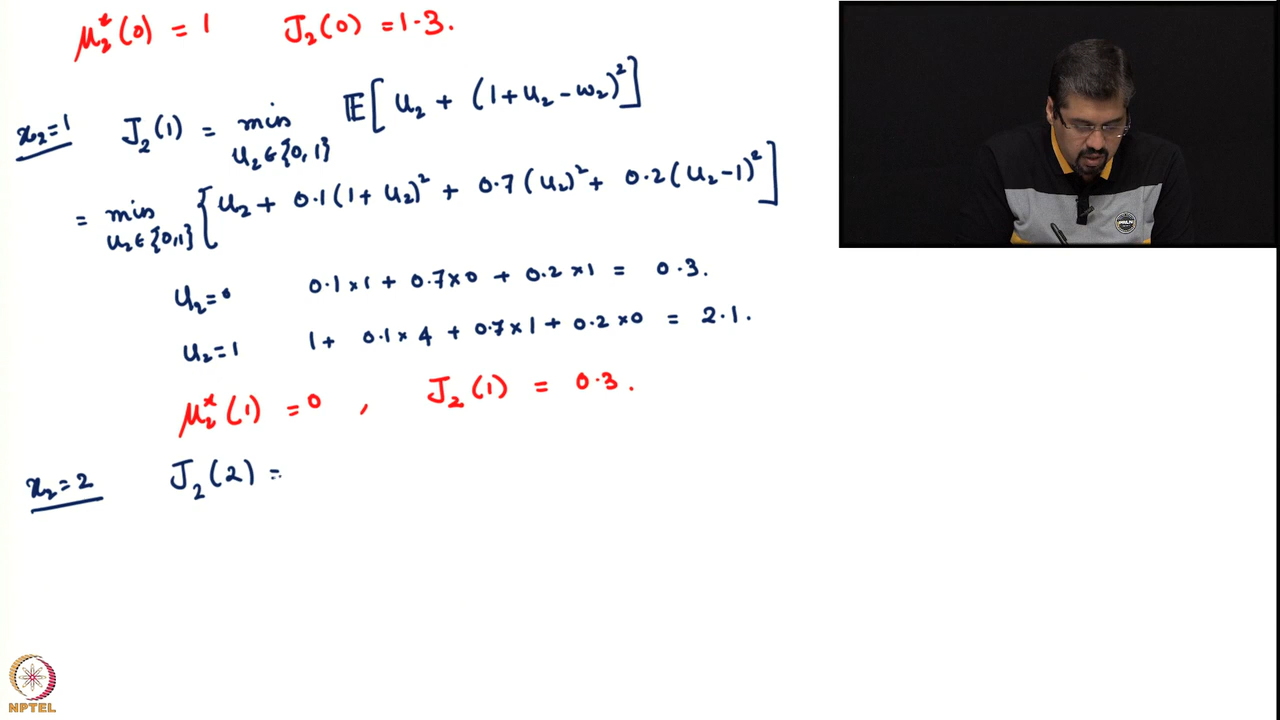 μ₂*(0) = 1 J₂(0) = 1.3.
x₂=1 J₂(1) = min_{u₂∈{0,1}} 𝔼[u₂ + (1+u₂-w₂)²]
= min_{u₂∈{0,1}} {u₂ + 0.1(1+u₂)² + 0.7(u₂)² + 0.2(u₂-1)²]
u₂=0 0.1×1 + 0.7×0 + 0.2×1 = 0.3.
u₂=1 1+ 0.1×4 + 0.7×1 + 0.2×0 = 2.1.
μ₂*(1) = 0 , J₂(1) = 0.3.
x₂=2 J₂(2) =
NPTEL